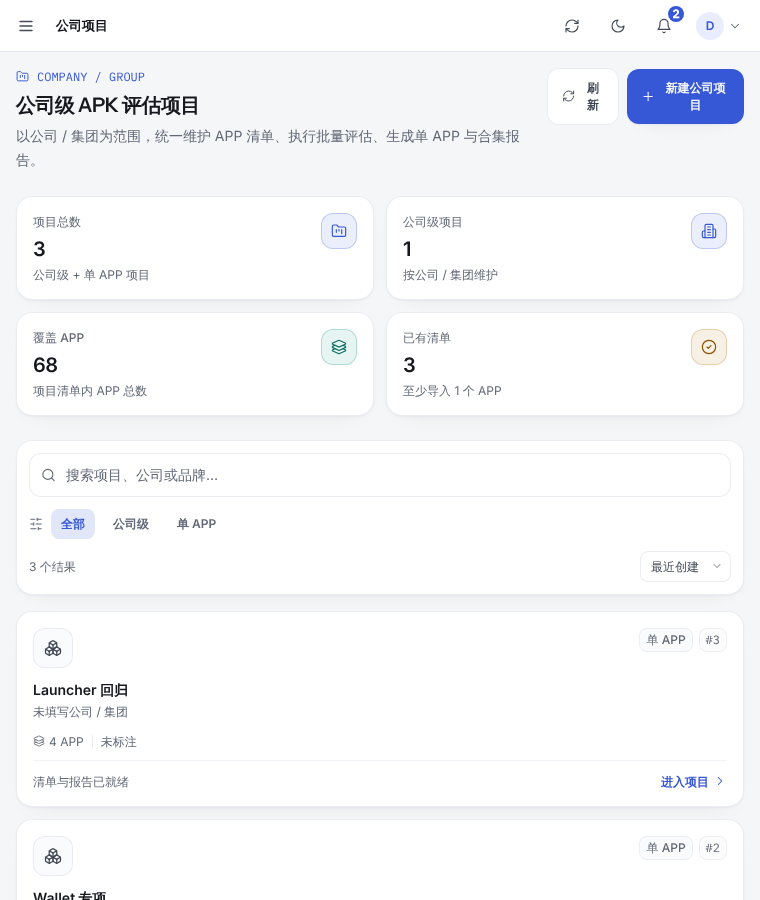 公司项目
2
D
COMPANY / GROUP
公司级 APK 评估项目
以公司 / 集团为范围，统一维护 APP 清单、执行批量评估、生成单 APP 与合集报
告。
刷
新
新建公司项
目
项目总数
3
公司级 + 单 APP 项目
公司级项目
1
按公司 / 集团维护
覆盖 APP
68
项目清单内 APP 总数
已有清单
3
至少导入 1 个 APP
搜索项目、公司或品牌...
全部
公司级
单 APP
3 个结果
最近创建
单 APP
#3
Launcher 回归
未填写公司 / 集团
4 APP
未标注
清单与报告已就绪
进入项目
单 APP
#2
Wallet 专项